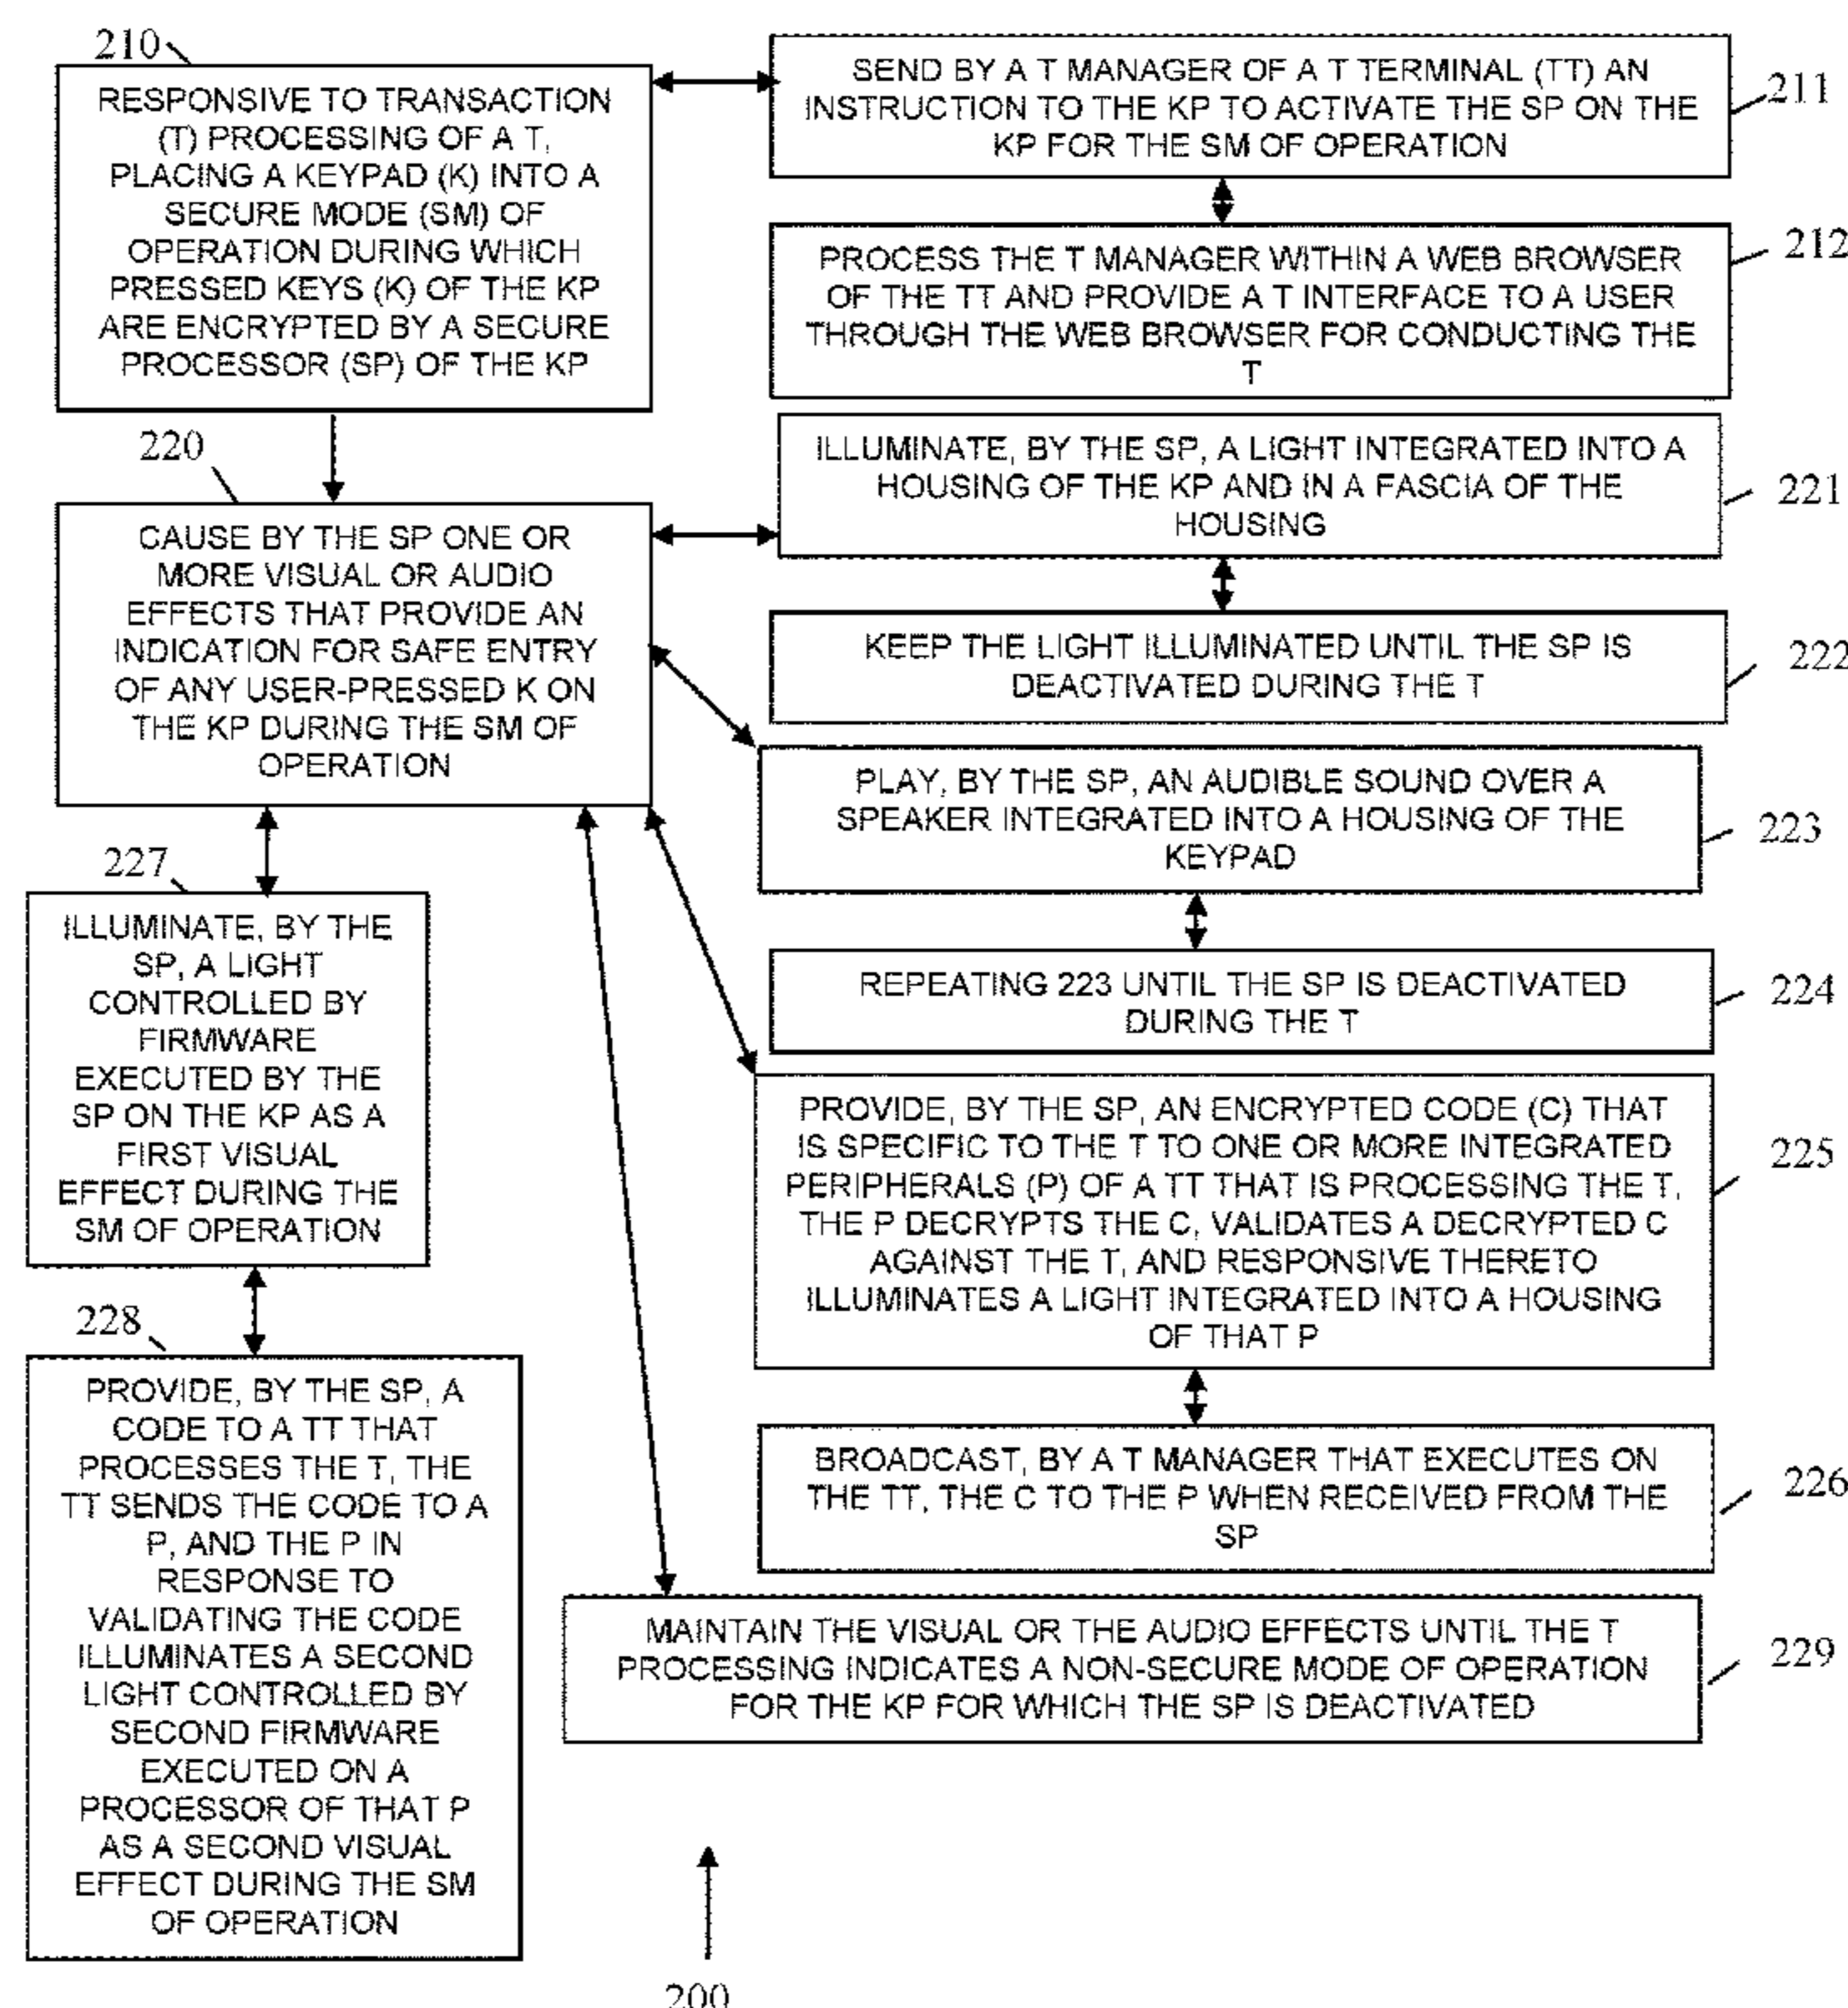 210
RESPONSIVE TO TRANSACTION
(T) PROCESSING OF A T,
PLACING A KEYPAD (K) INTO A
SECURE MODE (SM) OF
OPERATION DURING WHICH
PRESSED KEYS (K) OF THE KP
ARE ENCRYPTED BY A SECURE
PROCESSOR (SP) OF THE KP
SEND BY A T MANAGER OF A T TERMINAL (TT) AN
INSTRUCTION TO THE KP TO ACTIVATE THE SP ON THE
KP FOR THE SM OF OPERATION
211
PROCESS THE T MANAGER WITHIN A WEB BROWSER
OF THE TT AND PROVIDE A T INTERFACE TO A USER
THROUGH THE WEB BROWSER FOR CONDUCTING THE
T
212
220
CAUSE BY THE SP ONE OR
MORE VISUAL OR AUDIO
EFFECTS THAT PROVIDE AN
INDICATION FOR SAFE ENTRY
OF ANY USER-PRESSED K ON
THE KP DURING THE SM OF
OPERATION
ILLUMINATE, BY THE SP, A LIGHT INTEGRATED INTO A
HOUSING OF THE KP AND IN A FASCIA OF THE
HOUSING
221
KEEP THE LIGHT ILLUMINATED UNTIL THE SP IS
DEACTIVATED DURING THE T
222
PLAY, BY THE SP, AN AUDIBLE SOUND OVER A
SPEAKER INTEGRATED INTO A HOUSING OF THE
KEYPAD
223
REPEATING 223 UNTIL THE SP IS DEACTIVATED
DURING THE T
224
PROVIDE, BY THE SP, AN ENCRYPTED CODE (C) THAT
IS SPECIFIC TO THE T TO ONE OR MORE INTEGRATED
PERIPHERALS (P) OF A TT THAT IS PROCESSING THE T,
THE P DECRYPTS THE C, VALIDATES A DECRYPTED C
AGAINST THE T, AND RESPONSIVE THERETO
ILLUMINATES A LIGHT INTEGRATED INTO A HOUSING
OF THAT P
225
BROADCAST, BY A T MANAGER THAT EXECUTES ON
THE TT, THE C TO THE P WHEN RECEIVED FROM THE
SP
226
227
ILLUMINATE, BY THE
SP, A LIGHT
CONTROLLED BY
FIRMWARE
EXECUTED BY THE
SP ON THE KP AS A
FIRST VISUAL
EFFECT DURING THE
SM OF OPERATION
228
PROVIDE, BY THE SP, A
CODE TO A TT THAT
PROCESSES THE T, THE
TT SENDS THE CODE TO A
P, AND THE P IN
RESPONSE TO
VALIDATING THE CODE
ILLUMINATES A SECOND
LIGHT CONTROLLED BY
SECOND FIRMWARE
EXECUTED ON A
PROCESSOR OF THAT P
AS A SECOND VISUAL
EFFECT DURING THE SM
OF OPERATION
MAINTAIN THE VISUAL OR THE AUDIO EFFECTS UNTIL THE T
PROCESSING INDICATES A NON-SECURE MODE OF OPERATION
FOR THE KP FOR WHICH THE SP IS DEACTIVATED
229
200